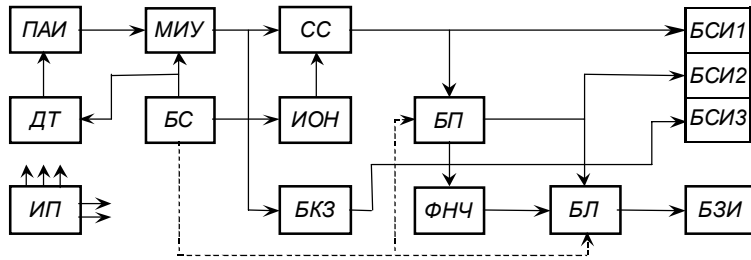 ПАИ МИУ СС БСИ1
БСИ2
ДТ БС ИОН БП БСИ3
ИП БКЗ ФНЧ БЛ БЗИ